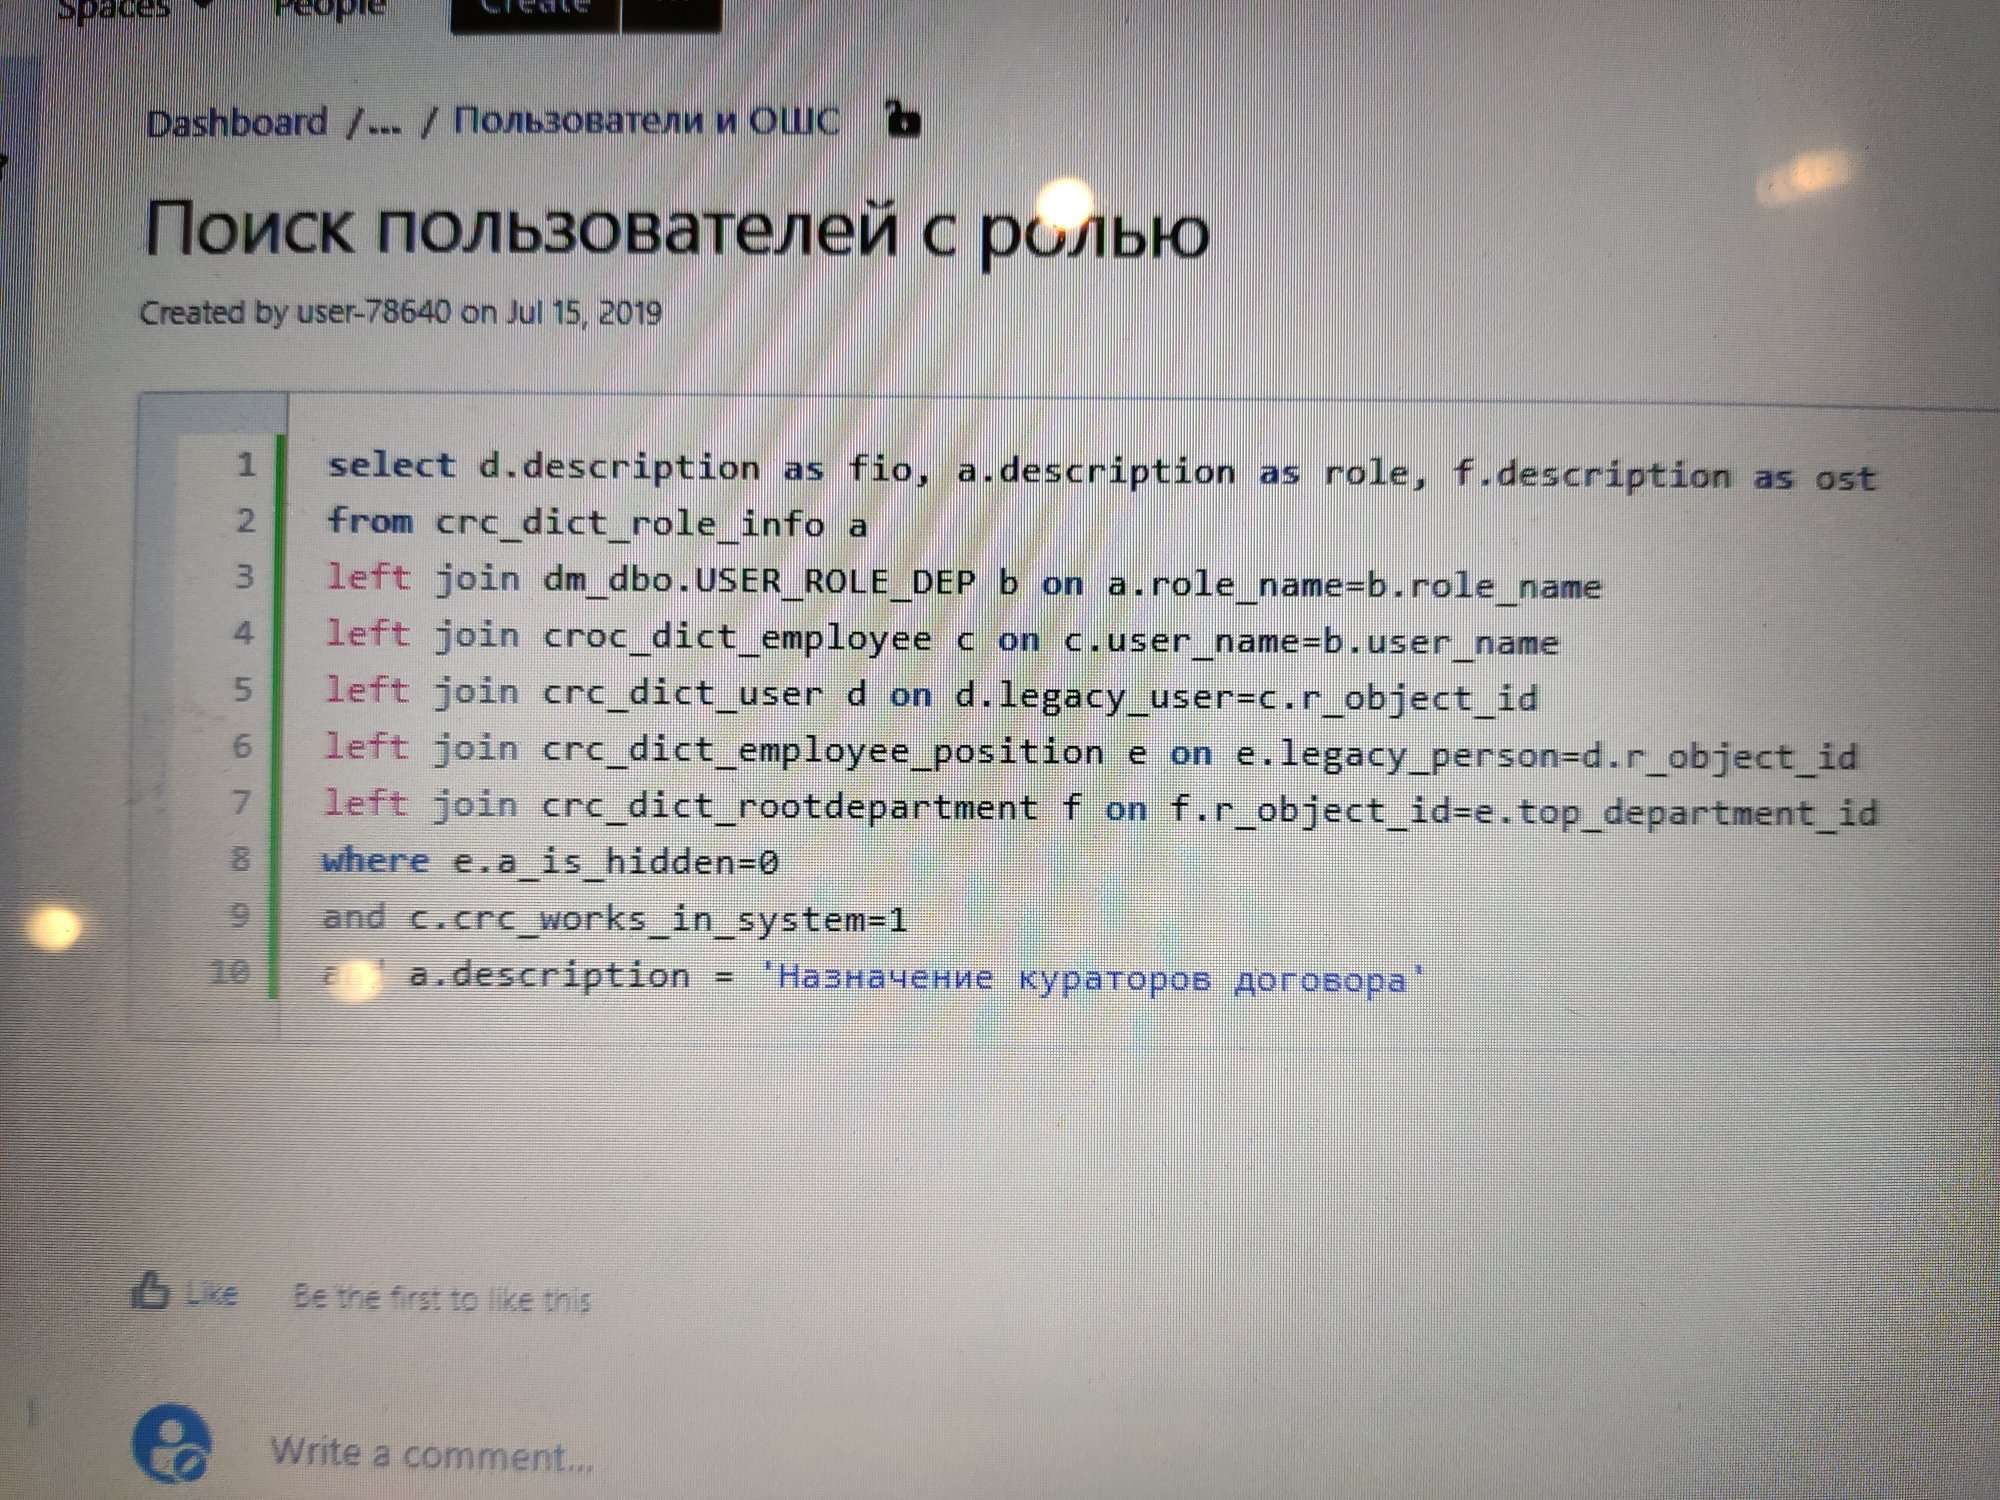 Spaces People Create
Dashboard /... / Пользователи и ОШС
Поиск пользователей с ролью
Created by user-78640 on Jul 15, 2019
1 select d.description as fio, a.description as role, f.description as ost
2 from crc_dict_role_info a
3 left join dm_dbo.USER_ROLE_DEP b on a.role_name=b.role_name
4 left join croc_dict_employee c on c.user_name=b.user_name
5 left join crc_dict_user d on d.legacy_user=c.r_object_id
6 left join crc_dict_employee_position e on e.legacy_person=d.r_object_id
7 left join crc_dict_rootdepartment f on f.r_object_id=e.top_department_id
8 where e.a_is_hidden=0
9 and c.crc_works_in_system=1
10 and a.description = 'Назначение кураторов договора'
Like Be the first to like this
Write a comment...